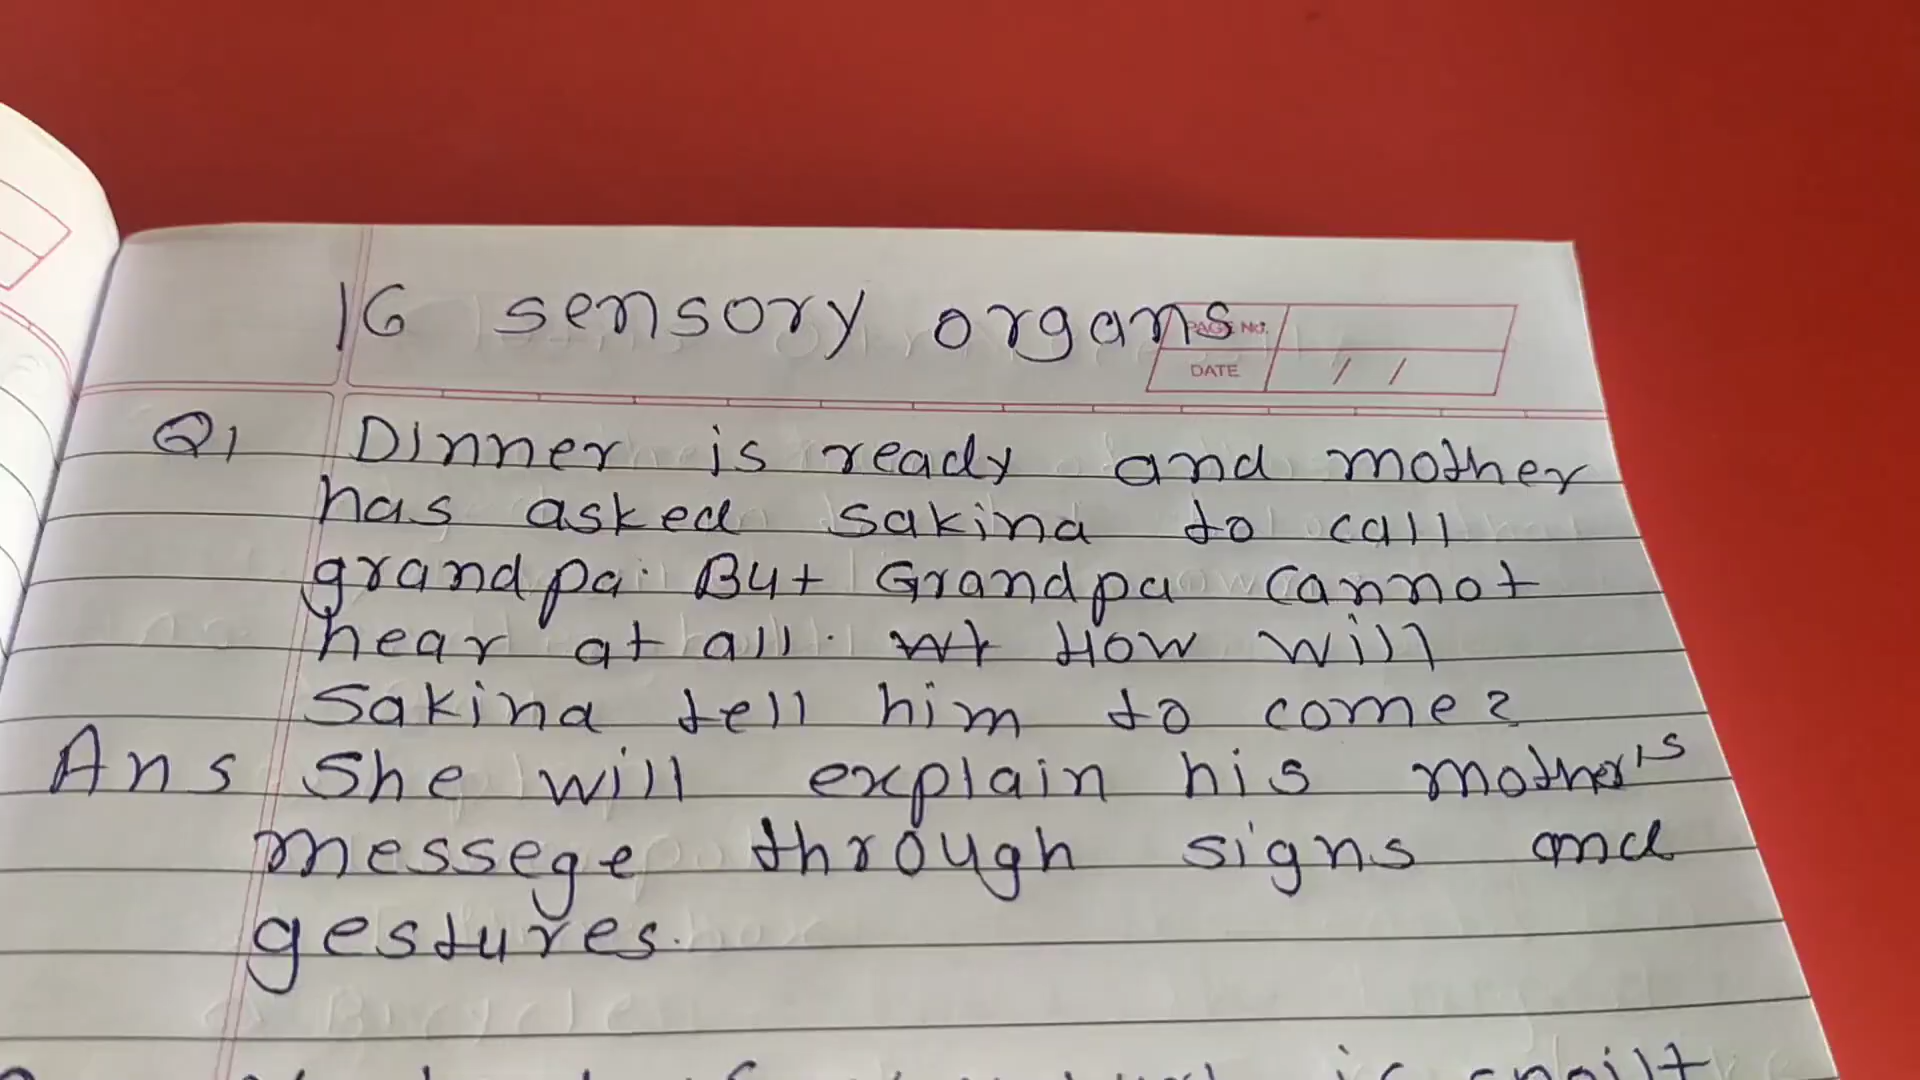 16 sensory organs
PAGE NO.
DATE / /
Q1 Dinner is ready and mother
has asked sakina to call
grandpa. But Grandpa cannot
hear at all. How will
Sakina tell him to come?
Ans She will explain his mother's
messege through signs and
gestures.
is spoilt